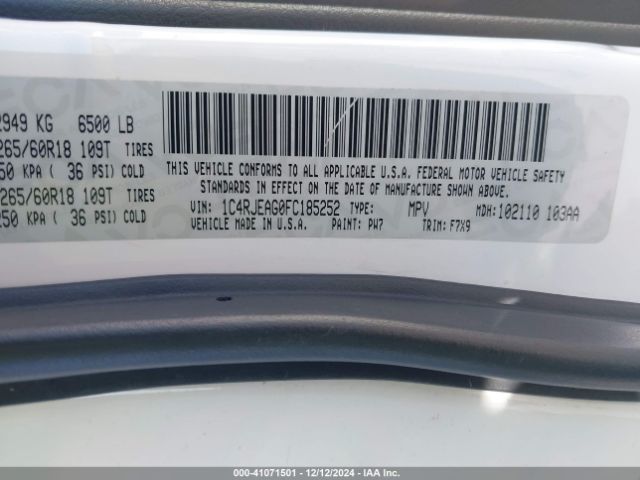 2949 KG 6500 LB
265/60R18 109T TIRES
250 KPA ( 36 PSI) COLD
265/60R18 109T TIRES
250 KPA ( 36 PSI) COLD
THIS VEHICLE CONFORMS TO ALL APPLICABLE U.S.A. FEDERAL MOTOR VEHICLE SAFETY
STANDARDS IN EFFECT ON THE DATE OF MANUFACTURE SHOWN ABOVE.
VIN: 1C4RJEAG0FC185252 TYPE: MPV MDH:102110 103AA
VEHICLE MADE IN U.S.A. PAINT: PW7 TRIM: F7X9
000-41071501 - 12/12/2024 - IAA Inc.